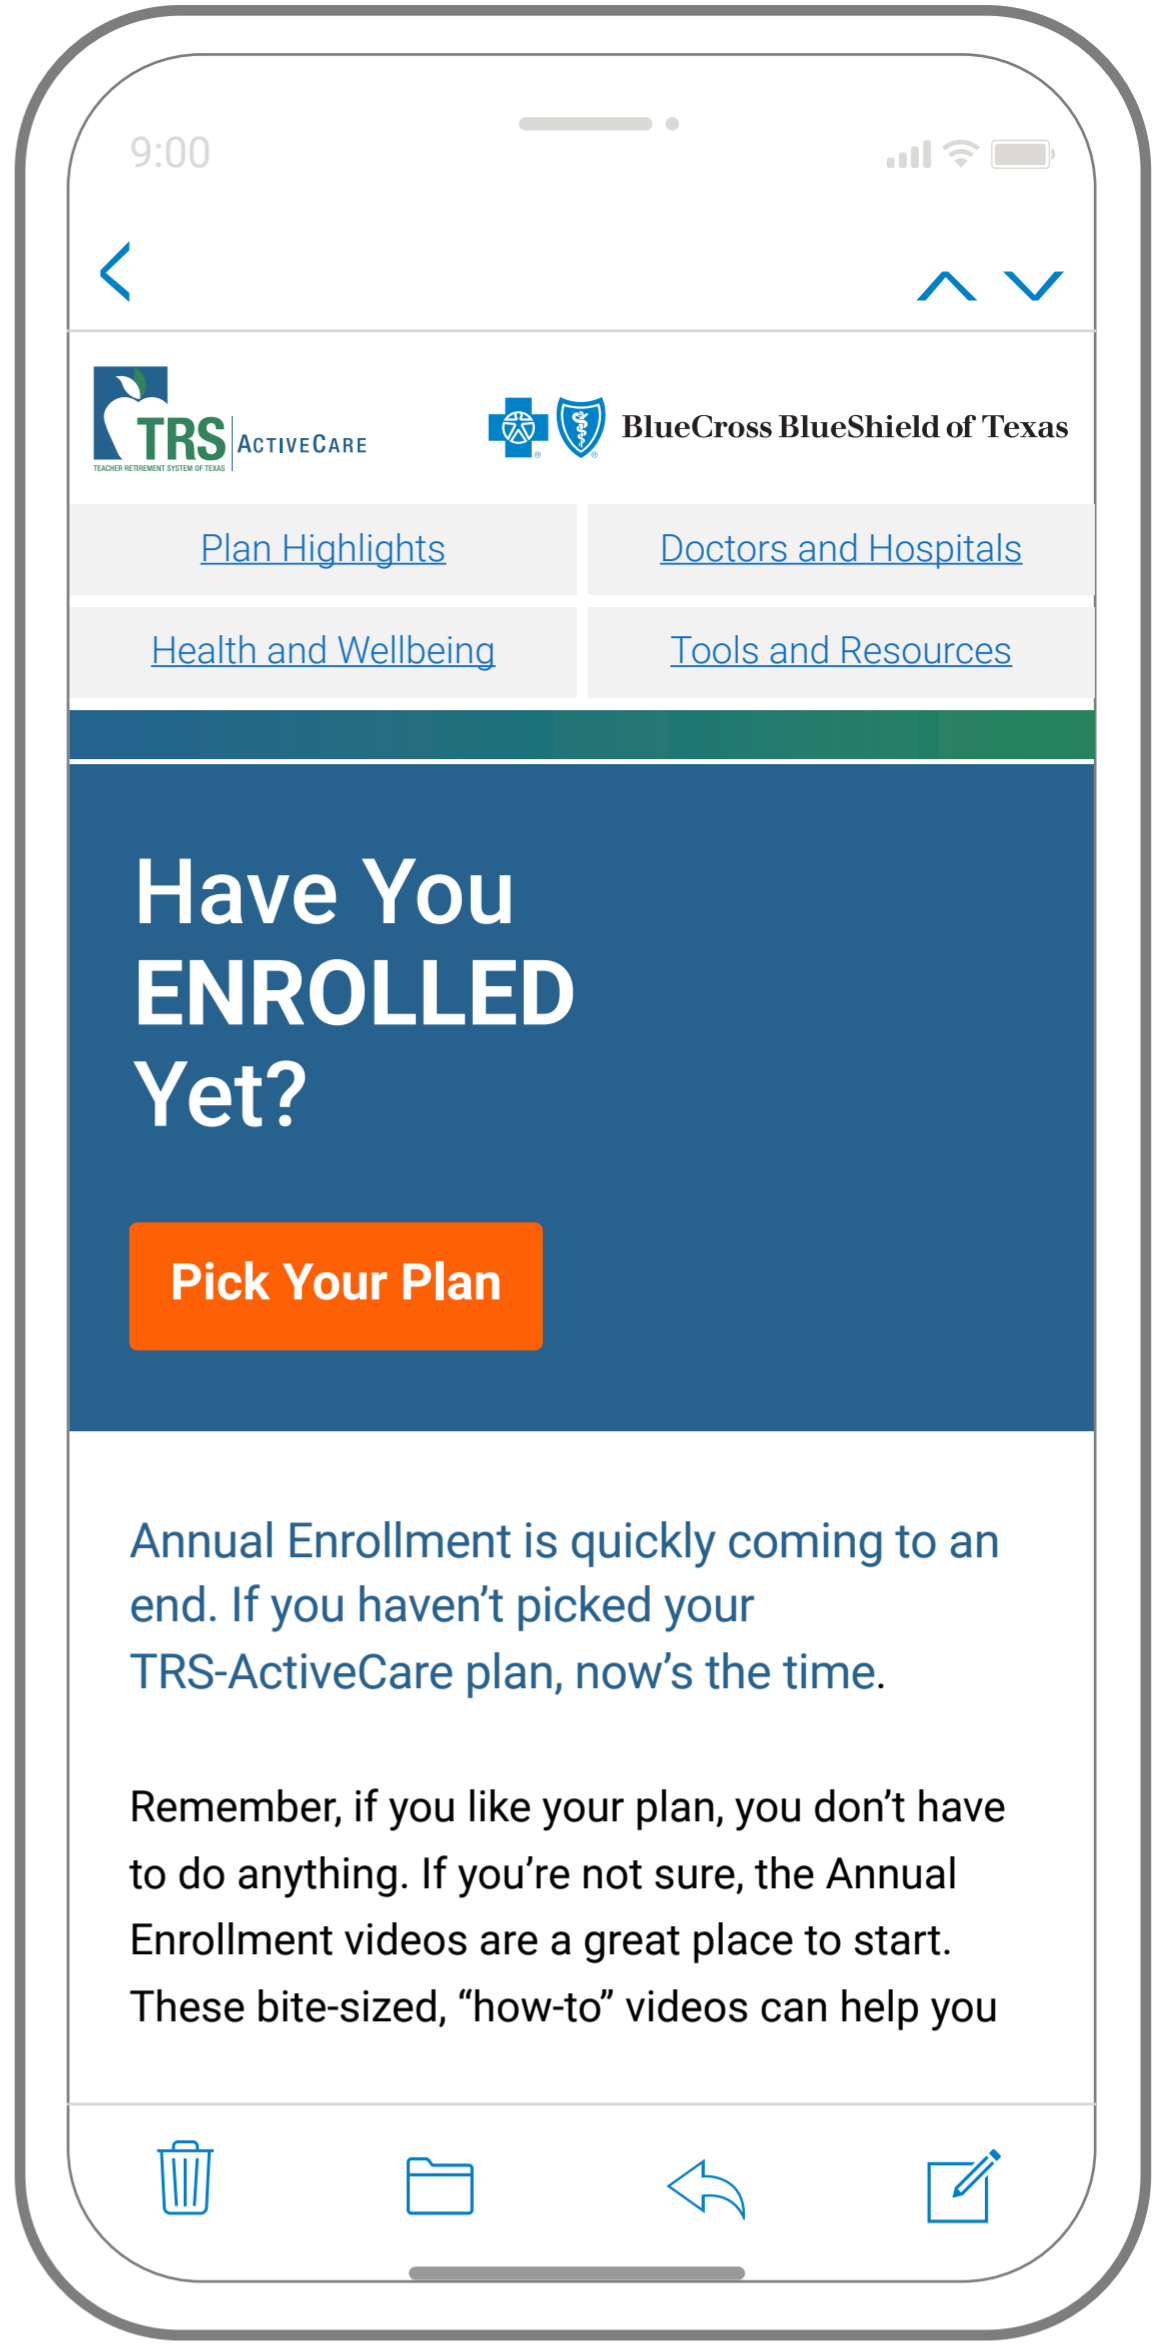 9:00
TRS
ACTIVECARE
TEACHER RETIREMENT SYSTEM OF TEXAS
BlueCross BlueShield of Texas
Plan Highlights
Doctors and Hospitals
Health and Wellbeing
Tools and Resources
Have You
ENROLLED
Yet?
Pick Your Plan
Annual Enrollment is quickly coming to an
end. If you haven’t picked your
TRS-ActiveCare plan, now’s the time.
Remember, if you like your plan, you don’t have
to do anything. If you’re not sure, the Annual
Enrollment videos are a great place to start.
These bite-sized, “how-to” videos can help you